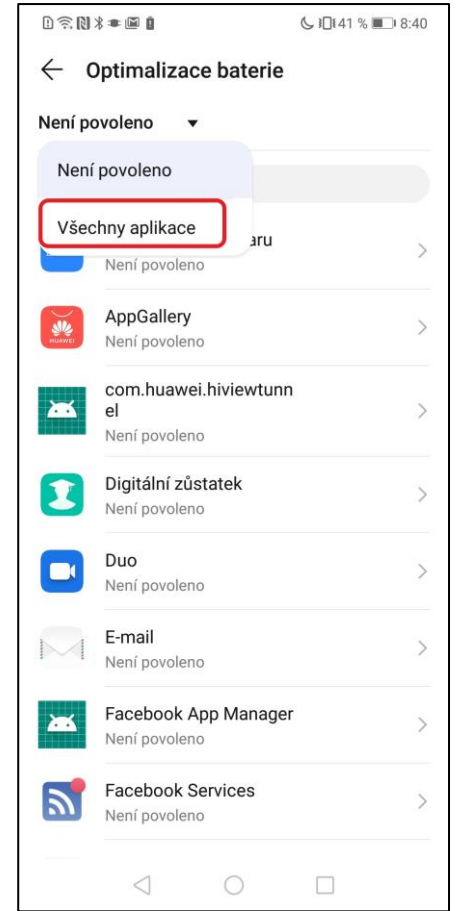 41 % 8:40
Optimalizace baterie
Není povoleno
Není povoleno
Všechny aplikace
aru
Není povoleno
AppGallery
HUAWEI
Není povoleno
com.huawei.hiviewtunn
el
Není povoleno
Digitální zůstatek
Není povoleno
Duo
Není povoleno
E-mail
Není povoleno
Facebook App Manager
Není povoleno
Facebook Services
Není povoleno